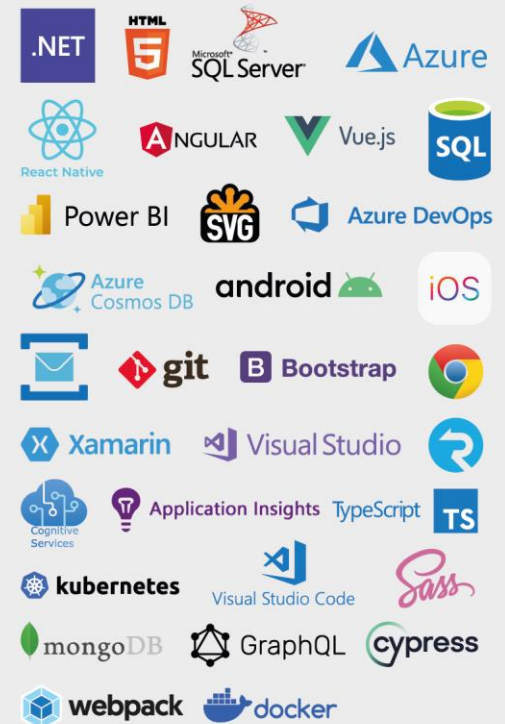 .NET
HTML
5
Microsoft®
SQL Server®
Azure
React Native
ANGULAR
Vue.js
SQL
Power BI
SVG
Azure DevOps
Azure
Cosmos DB
android
iOS
git
B Bootstrap
X Xamarin
Visual Studio
Cognitive
Services
Application Insights
TypeScript
TS
kubernetes
Visual Studio Code
Sass
mongoDB
GraphQL
cypress
webpack
docker